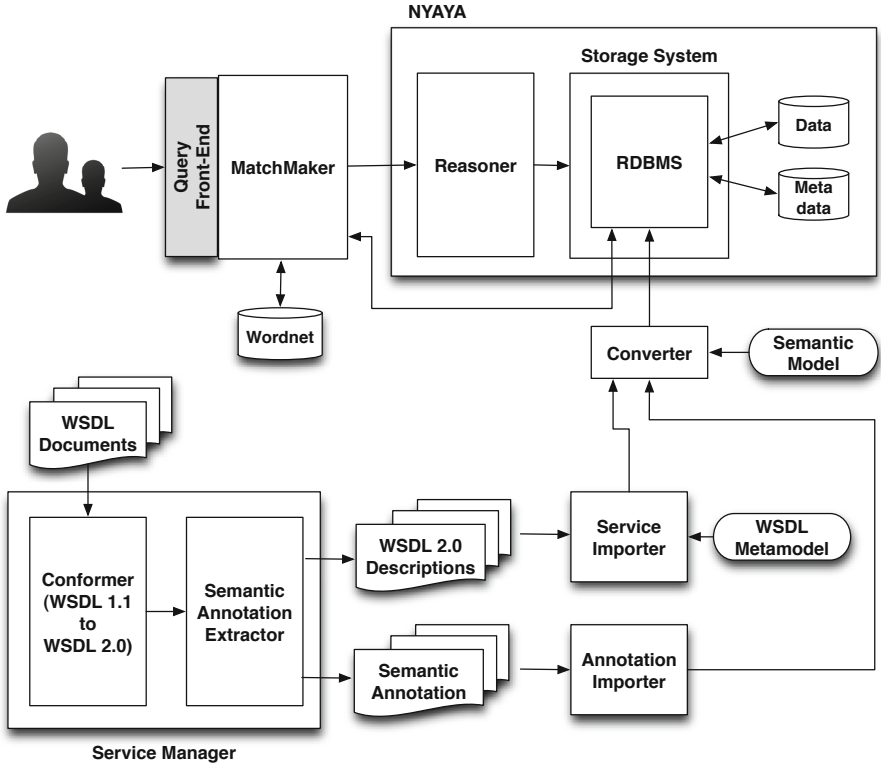 NYAYA
Storage System
Query
Front-End
MatchMaker
Reasoner
RDBMS
Data
Meta
data
Wordnet
Converter
Semantic
Model
WSDL
Documents
Conformer
(WSDL 1.1
to
WSDL 2.0)
Semantic
Annotation
Extractor
WSDL 2.0
Descriptions
Service
Importer
WSDL
Metamodel
Semantic
Annotation
Annotation
Importer
Service Manager